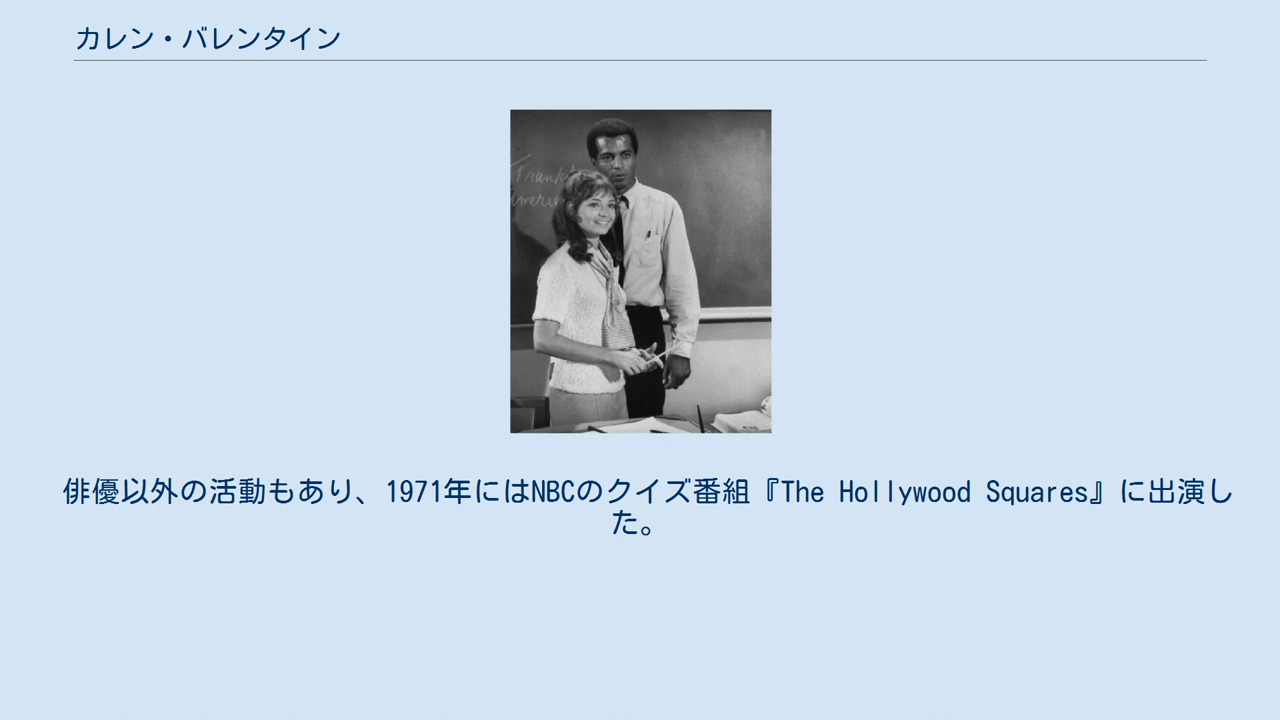 カレン・バレンタイン
Frank
Ameri
俳優以外の活動もあり、1971年にはNBCのクイズ番組『The Hollywood Squares』に出演し
た。